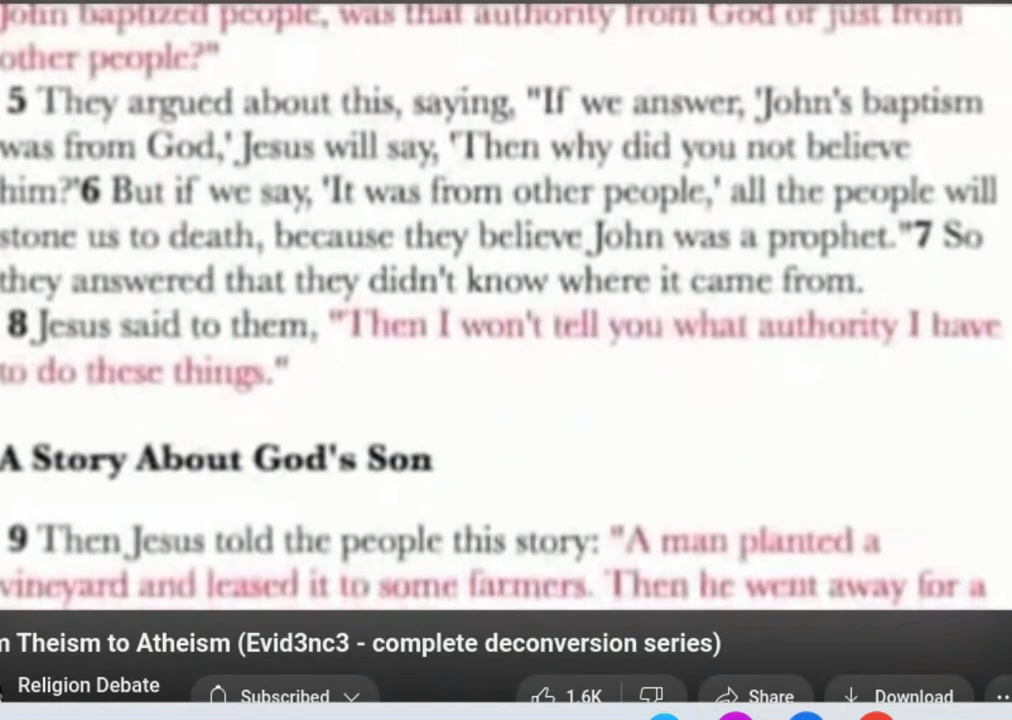 John baptized people, was that authority from God or just from
other people?"
5 They argued about this, saying, "If we answer, 'John's baptism
was from God,' Jesus will say, 'Then why did you not believe
him?'6 But if we say, 'It was from other people,' all the people will
stone us to death, because they believe John was a prophet."7 So
they answered that they didn't know where it came from.
8 Jesus said to them, "Then I won't tell you what authority I have
to do these things."
A Story About God's Son
9 Then Jesus told the people this story: "A man planted a
vineyard and leased it to some farmers. Then he went away for a
m Theism to Atheism (Evid3nc3 - complete deconversion series)
Religion Debate
Subscribed
1.6K
Share
Download